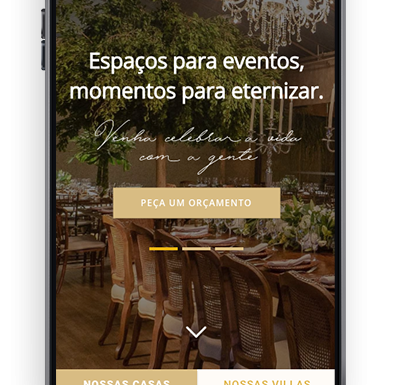 Espaços para eventos,
momentos para eternizar.
Venha celebrar a vida
com a gente
PEÇA UM ORÇAMENTO
NOSSAS CASAS
NOSSAS VILLAS